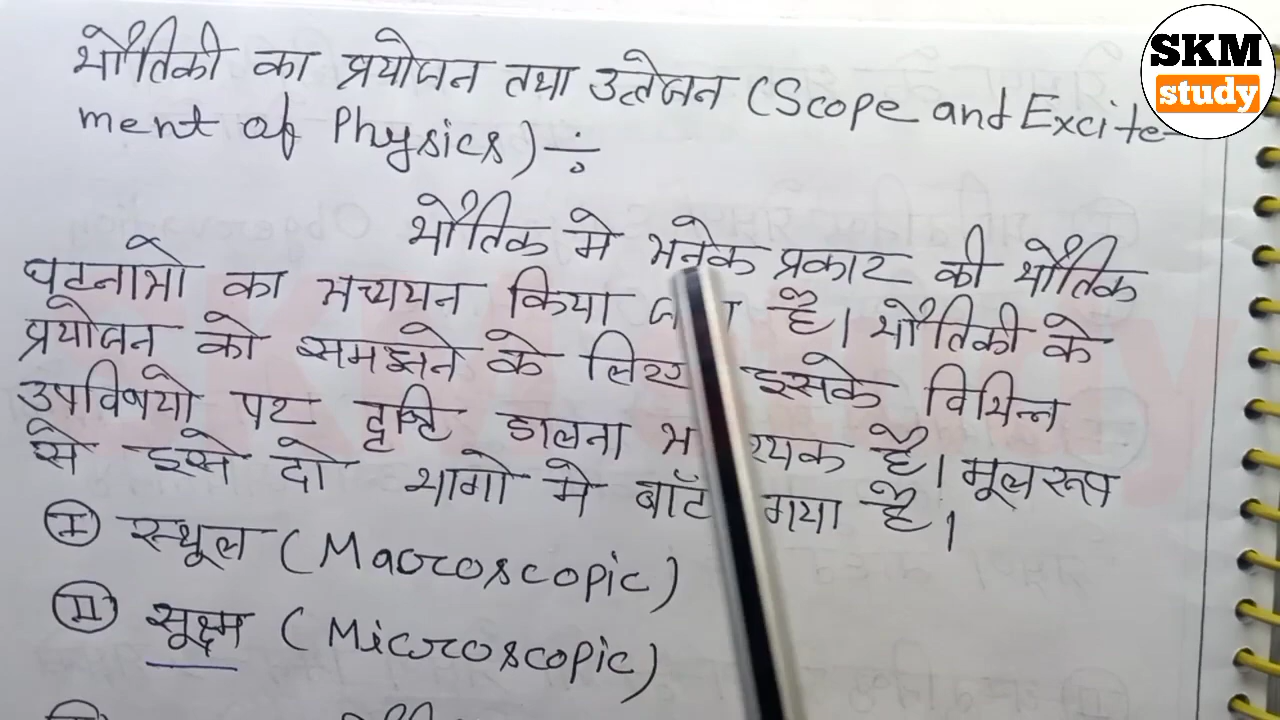 SKM
study
भौतिकी का प्रयोजन तथा उत्तेजन (Scope and Excite-
ment of Physics) ÷
भौतिक मे अनेक प्रकार की भौतिक
घटनाओ का अध्ययन किया है। भौतिकी के
प्रयोजन को समझने के लिए इसके विभिन्न
उपविषयो पर दृष्टि डालना है। मूल रूप
से इसे दो भागो मे गया है।
I स्थूल (Macroscopic)
II सूक्ष्म (Microscopic)